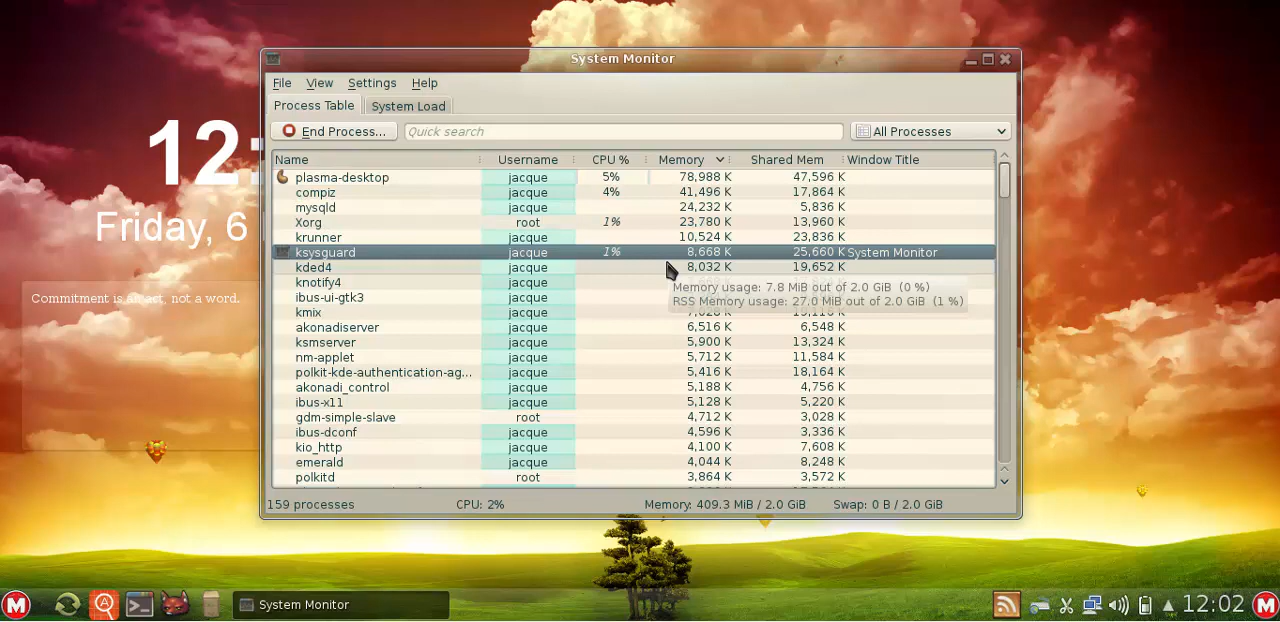 System Monitor
File View Settings Help
Process Table System Load
End Process... Quick search All Processes
Name Username CPU % Memory Shared Mem Window Title
plasma-desktop jacque 5% 78,988 K 47,596 K
compiz jacque 4% 41,496 K 17,864 K
mysqld jacque 24,232 K 5,836 K
Xorg root 1% 23,780 K 13,960 K
krunner jacque 10,524 K 23,836 K
ksysguard jacque 1% 8,668 K 25,660 K System Monitor
kded4 jacque 8,032 K 19,652 K
knotify4 jacque
Memory usage: 7.8 MiB out of 2.0 GiB (0 %)
RSS Memory usage: 27.0 MiB out of 2.0 GiB (1 %)
ibus-ui-gtk3 jacque
kmix jacque
akonadiserver jacque 6,516 K 6,548 K
ksmserver jacque 5,900 K 13,324 K
nm-applet jacque 5,712 K 11,584 K
polkit-kde-authentication-ag... jacque 5,416 K 18,164 K
akonadi_control jacque 5,188 K 4,756 K
ibus-x11 jacque 5,128 K 5,220 K
gdm-simple-slave root 4,712 K 3,028 K
ibus-dconf jacque 4,596 K 3,336 K
kio_http jacque 4,100 K 7,608 K
emerald jacque 4,044 K 8,248 K
polkitd root 3,864 K 3,572 K
159 processes CPU: 2% Memory: 409.3 MiB / 2.0 GiB Swap: 0 B / 2.0 GiB
12:
Friday, 6
Commitment is an act, not a word.
M System Monitor 12:02 M